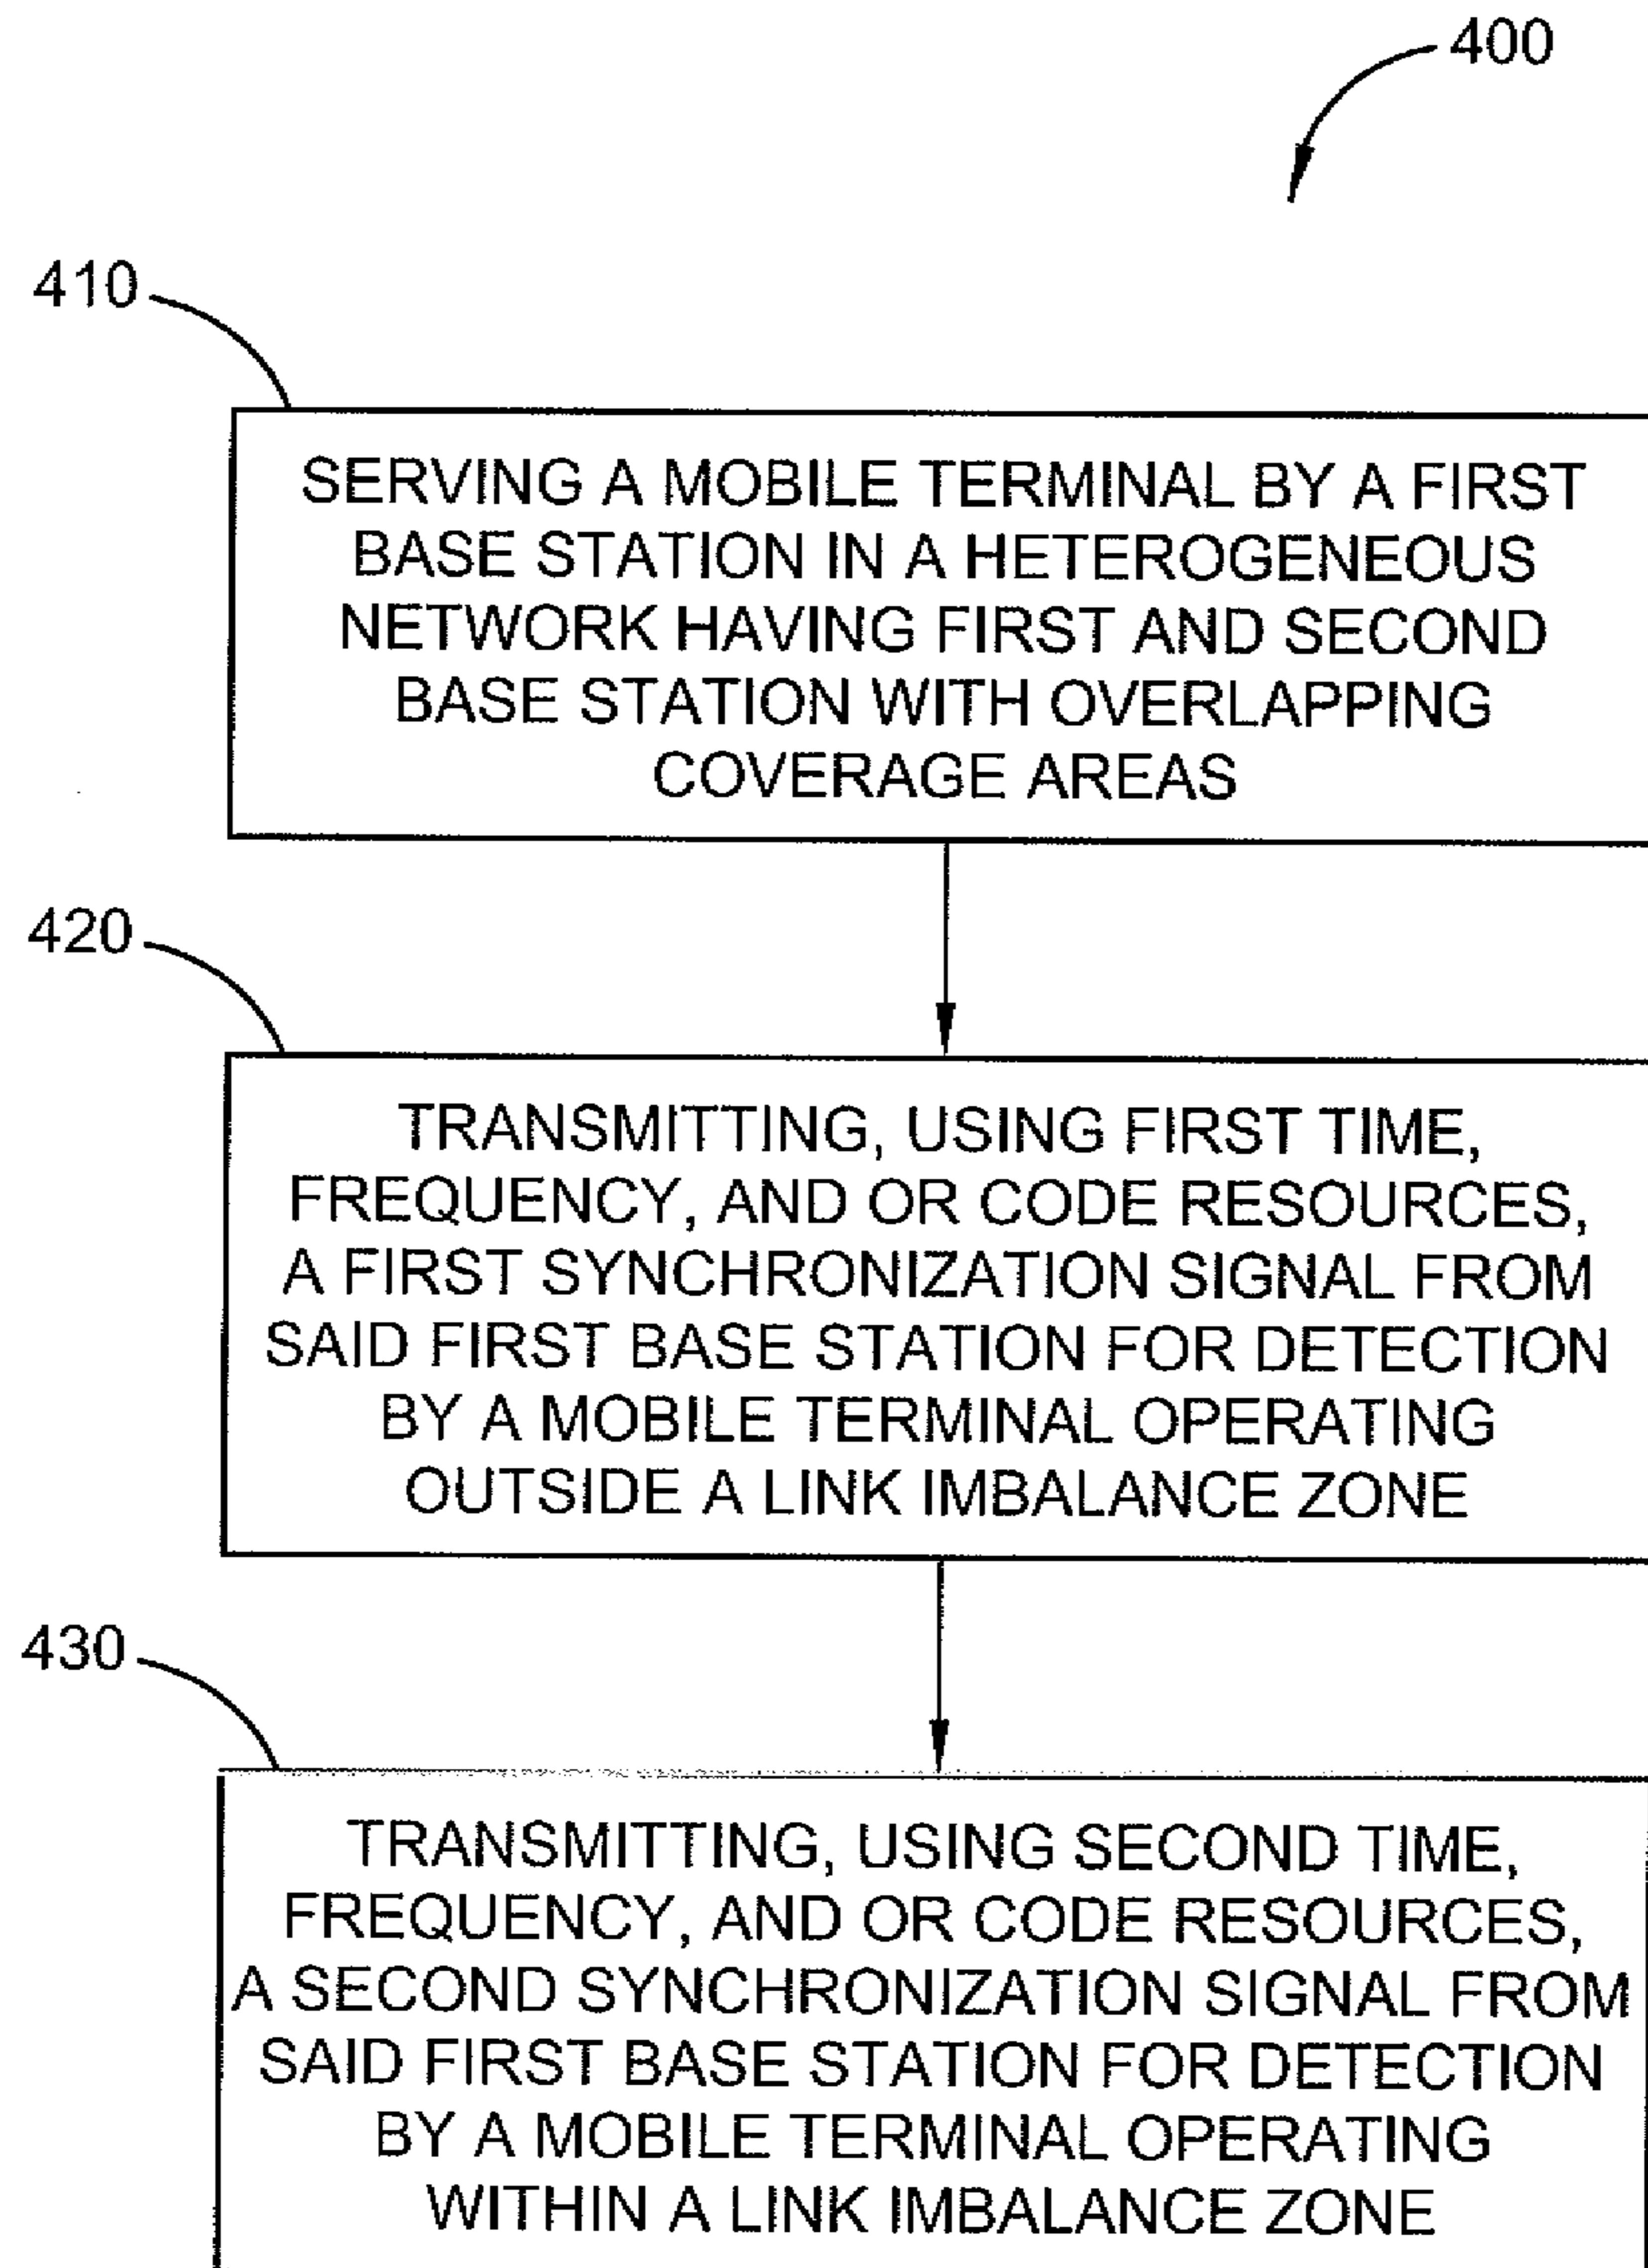 400
410
SERVING A MOBILE TERMINAL BY A FIRST
BASE STATION IN A HETEROGENEOUS
NETWORK HAVING FIRST AND SECOND
BASE STATION WITH OVERLAPPING
COVERAGE AREAS
420
TRANSMITTING, USING FIRST TIME,
FREQUENCY, AND OR CODE RESOURCES,
A FIRST SYNCHRONIZATION SIGNAL FROM
SAID FIRST BASE STATION FOR DETECTION
BY A MOBILE TERMINAL OPERATING
OUTSIDE A LINK IMBALANCE ZONE
430
TRANSMITTING, USING SECOND TIME,
FREQUENCY, AND OR CODE RESOURCES,
A SECOND SYNCHRONIZATION SIGNAL FROM
SAID FIRST BASE STATION FOR DETECTION
BY A MOBILE TERMINAL OPERATING
WITHIN A LINK IMBALANCE ZONE